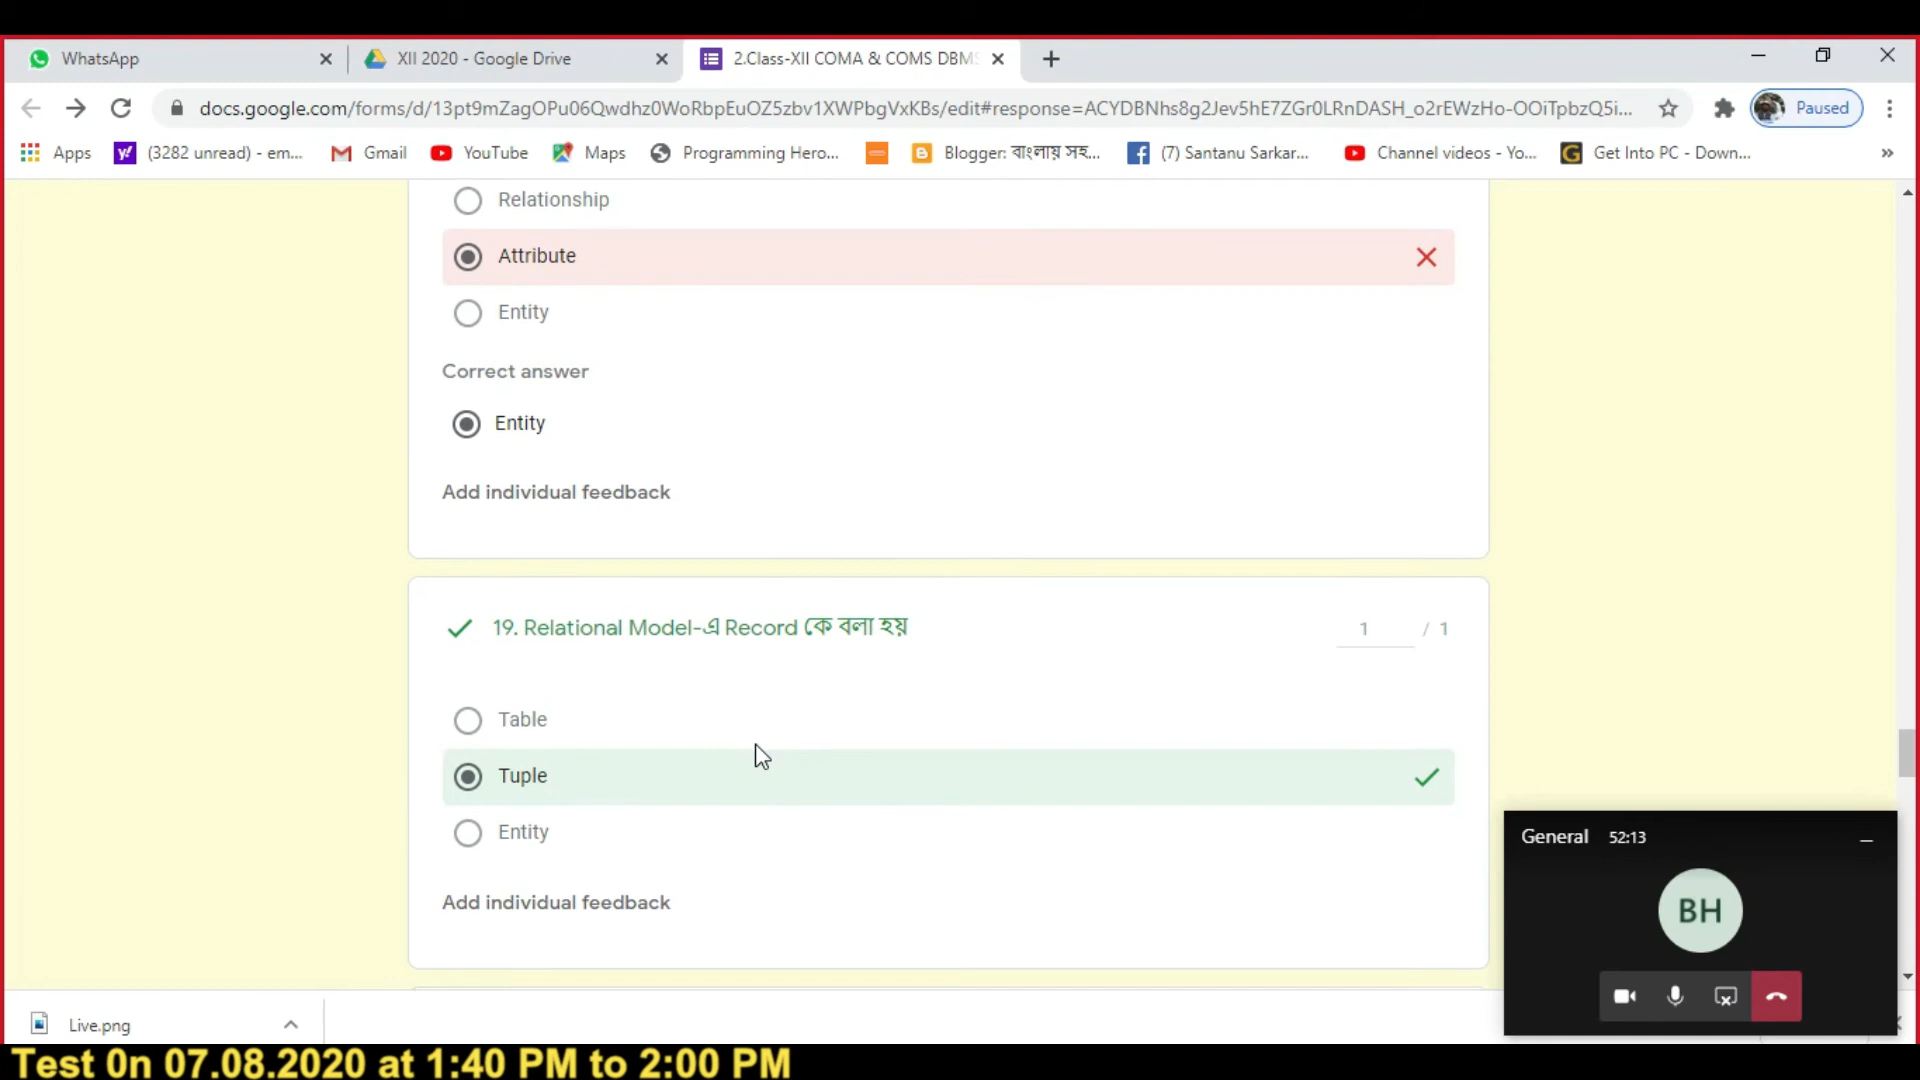 WhatsApp
XII 2020 - Google Drive
2.Class-XII COMA & COMS DBMS
docs.google.com/forms/d/13pt9mZagOPu06Qwdhz0WoRbpEuOZ5zbv1XWPbgVxKBs/edit#response=ACYDBNhs8g2Jev5hE7ZGr0LRnDASH_o2rEWzHo-OOiTpbzQ5i...
Paused
Apps
(3282 unread) - em...
Gmail
YouTube
Maps
Programming Hero...
Blogger: বাংলায় সহ...
(7) Santanu Sarkar...
Channel videos - Yo...
Get Into PC - Down...
»
Relationship
Attribute
Entity
Correct answer
Entity
Add individual feedback
19. Relational Model-এ Record কে বলা হয়
1 / 1
Table
Tuple
Entity
Add individual feedback
General 52:13
BH
Live.png
Test 0n 07.08.2020 at 1:40 PM to 2:00 PM